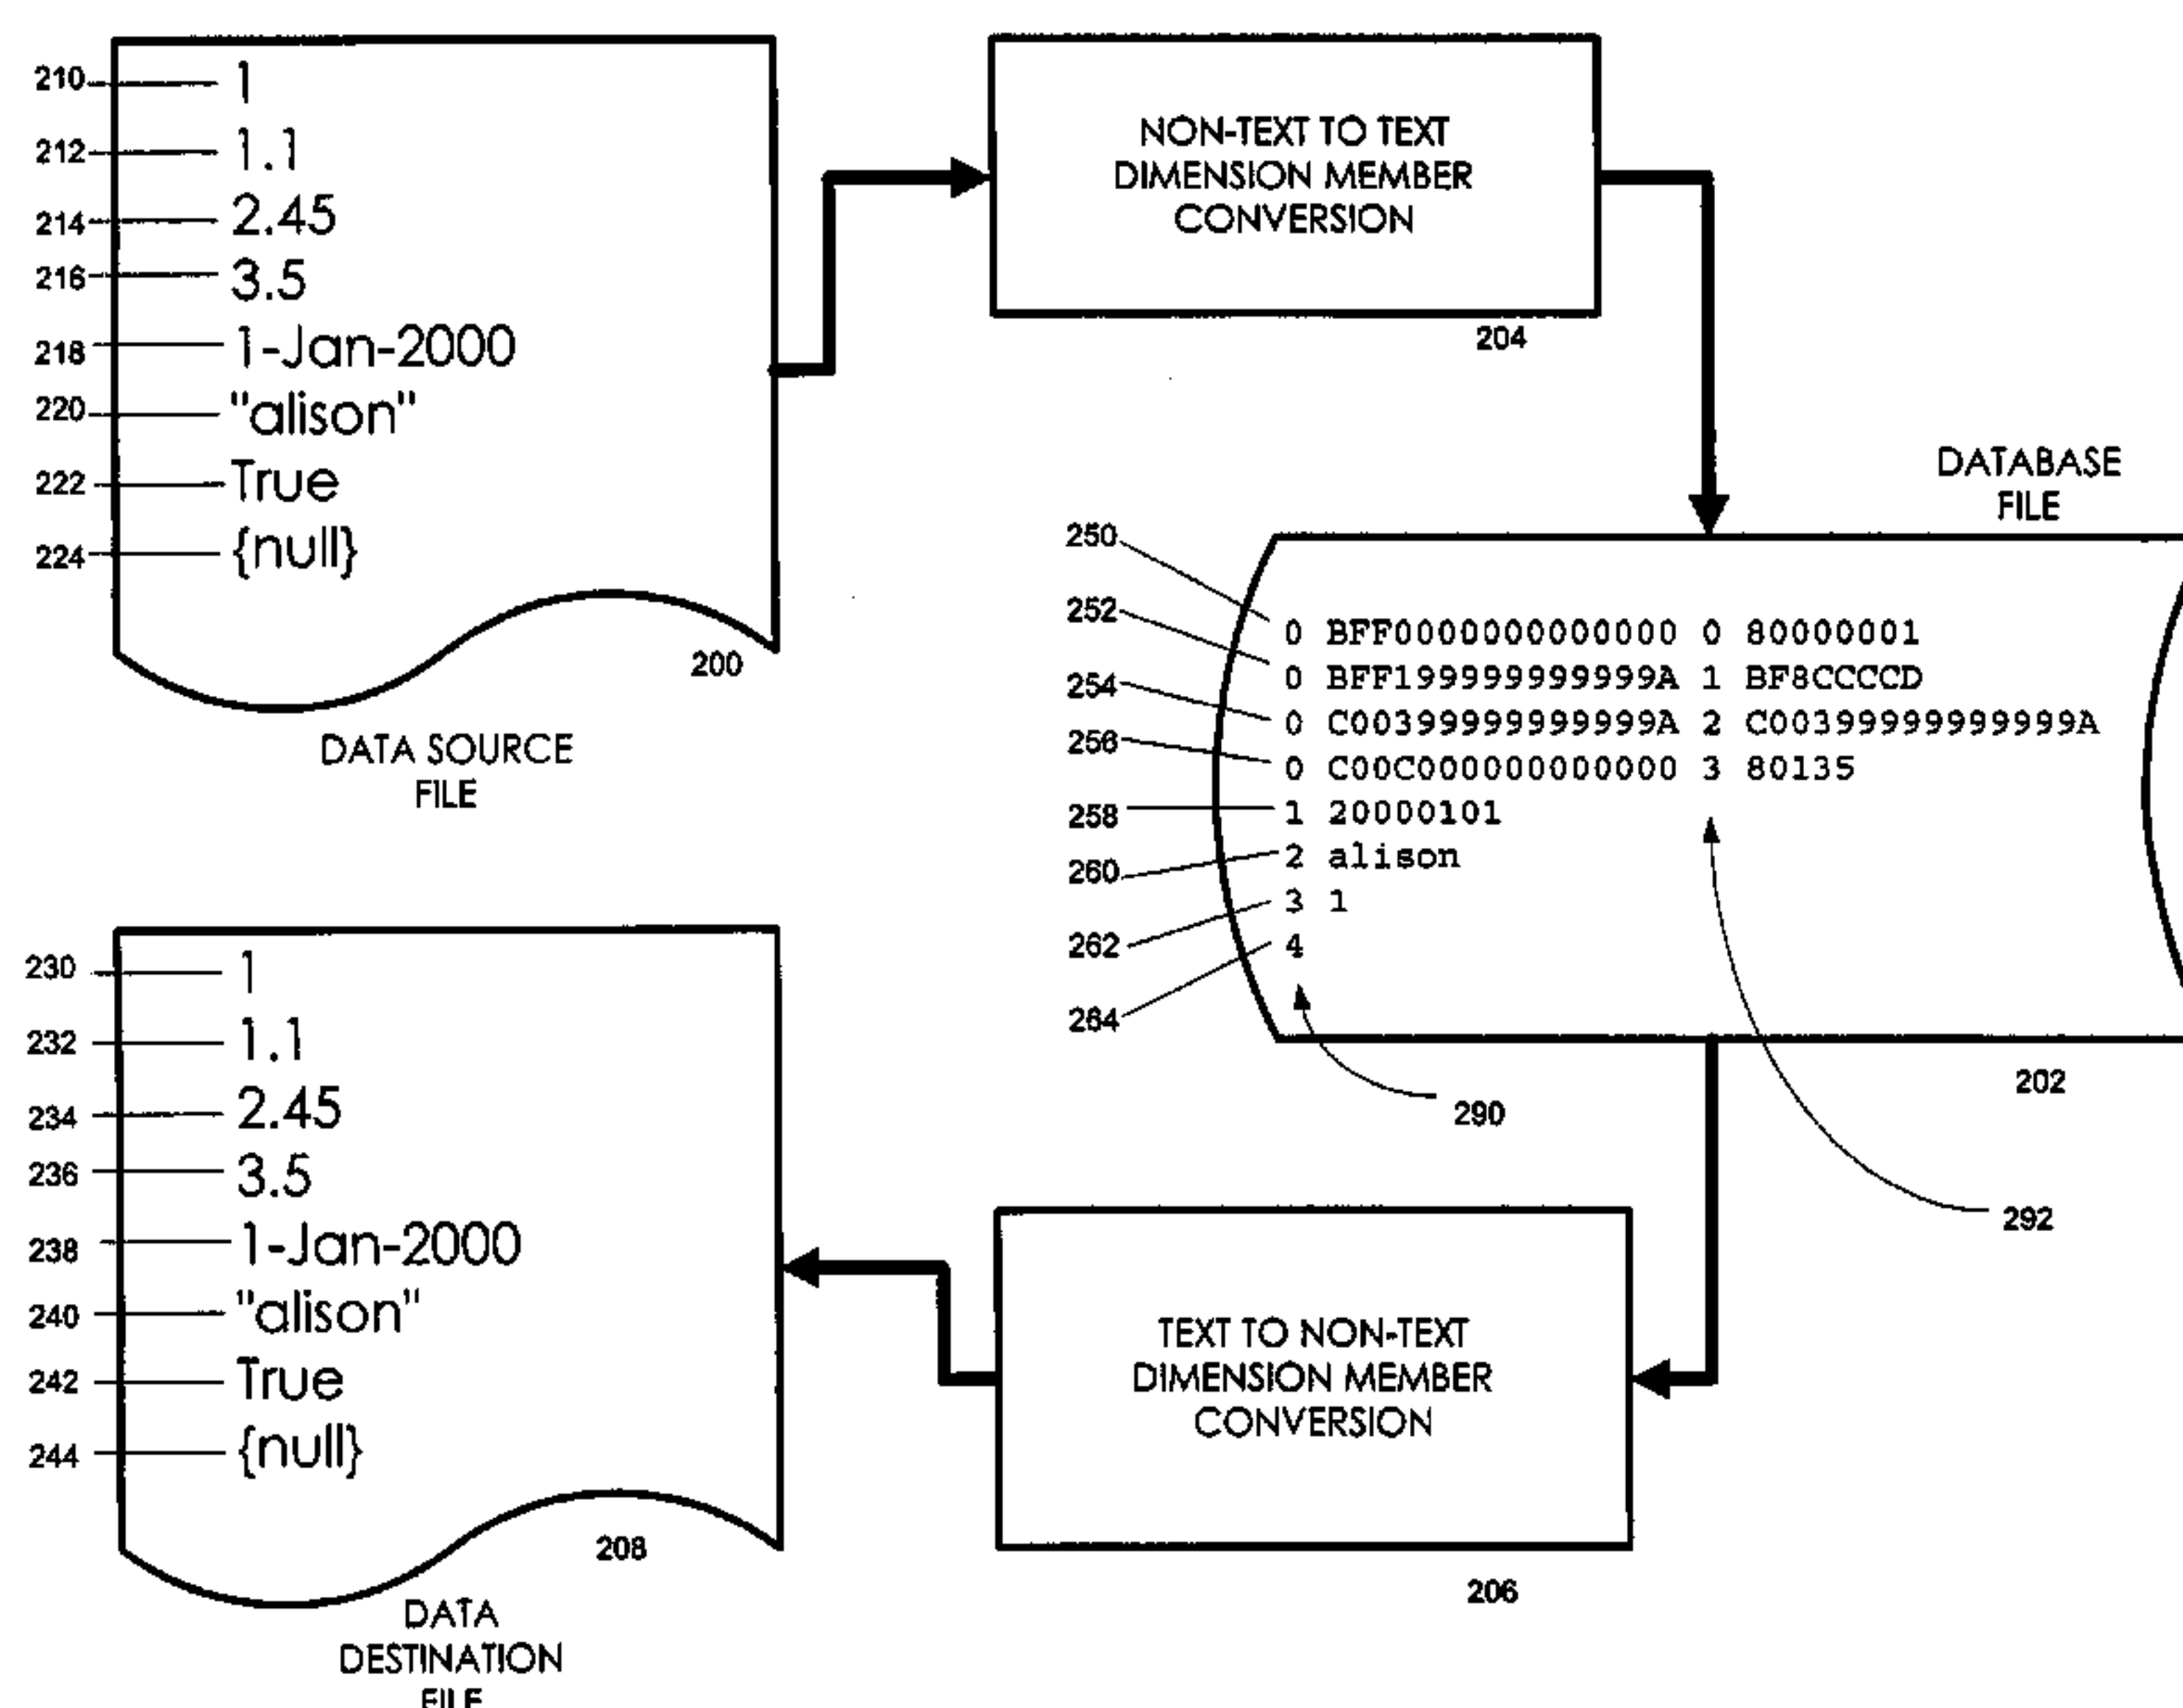 210
1
212
1.1
214
2.45
216
3.5
218
1-Jan-2000
220
"alison"
222
True
224
{null}
200
DATA SOURCE
FILE
NON-TEXT TO TEXT
DIMENSION MEMBER
CONVERSION
204
DATABASE
FILE
250
252
254
256
258
260
262
264
0 BFF0000000000000 0 80000001
0 BFF199999999999A 1 BF8CCCCD
0 C00399999999999A 2 C00399999999999A
0 C00C000000000000 3 80135
1 20000101
2 alison
3 1
4
202
290
292
230
1
232
1.1
234
2.45
236
3.5
238
1-Jan-2000
240
"alison"
242
True
244
{null}
208
DATA
DESTINATION
FILE
TEXT TO NON-TEXT
DIMENSION MEMBER
CONVERSION
206